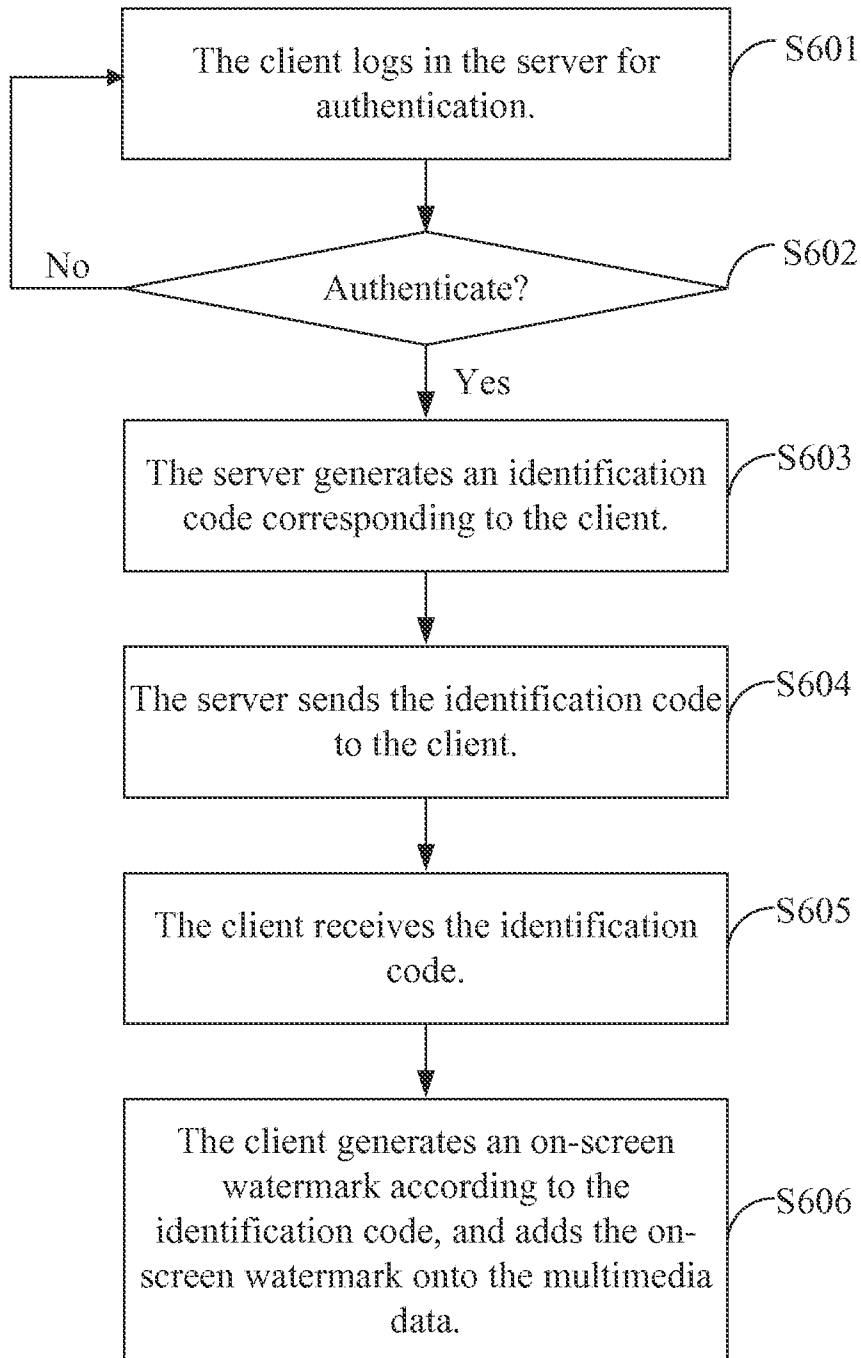 The client logs in the server for
authentication.
S601
Authenticate?
S602
No
Yes
The server generates an identification
code corresponding to the client.
S603
The server sends the identification code
to the client.
S604
The client receives the identification
code.
S605
The client generates an on-screen
watermark according to the
identification code, and adds the on-
screen watermark onto the multimedia
data.
S606